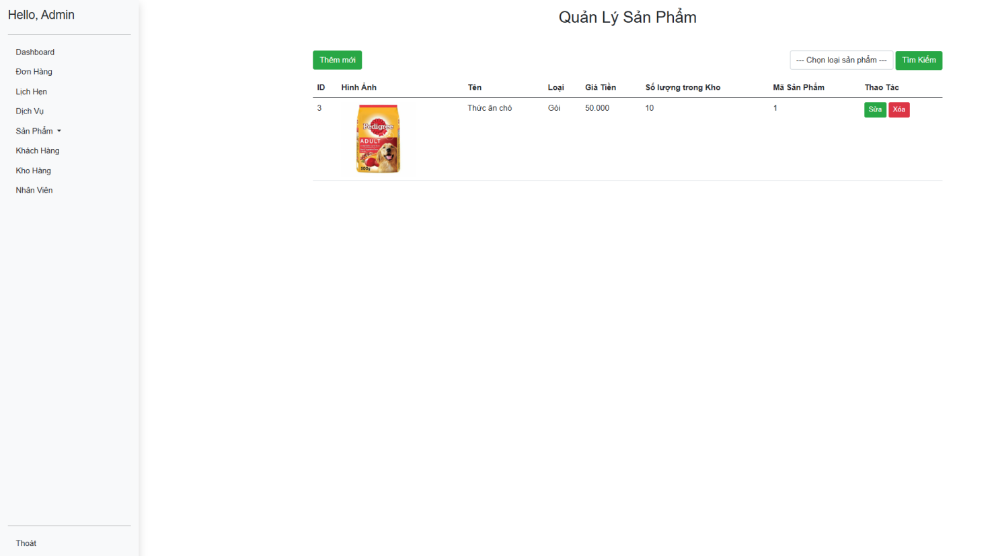 Hello, Admin
Dashboard
Đơn Hàng
Lịch Hẹn
Dịch Vụ
Sản Phẩm
Khách Hàng
Kho Hàng
Nhân Viên
Thoát
Quản Lý Sản Phẩm
Thêm mới
--- Chọn loại sản phẩm --- Tìm Kiếm
ID Hình Ảnh Tên Loại Giá Tiền Số lượng trong Kho Mã Sản Phẩm Thao Tác
3 Thức ăn chó Gói 50.000 10 1 Sửa Xóa
Pedigree
ADULT
500g